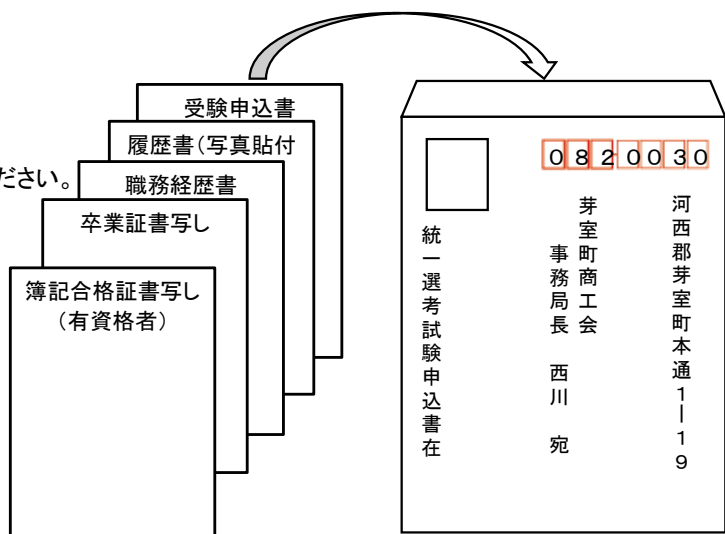 受験申込書
履歴書（写真貼付
ださい。
職務経歴書
卒業証書写し
簿記合格証書写し
（有資格者）
0820030
河西郡芽室町本通1ー19
芽室町商工会
事務局長　西川　宛
統一選考試験申込書在